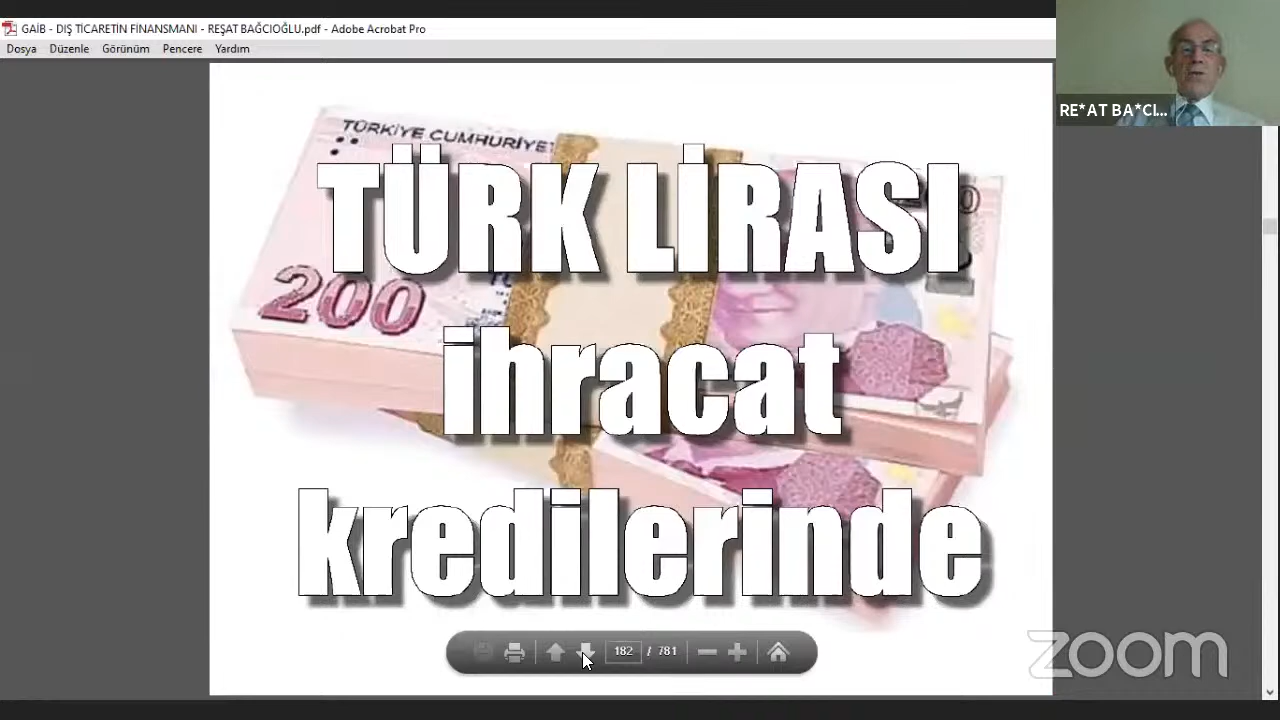 GAİB - DIŞ TİCARETİN FİNANSMANI - REŞAT BAĞCIOĞLU.pdf - Adobe Acrobat Pro
Dosya Düzenle Görünüm Pencere Yardım
RE*AT BA*CI...
TÜRKİYE CUMHURİYET
TÜRK LİRASI
200
ihracat
kredilerinde
182 / 781
zoom